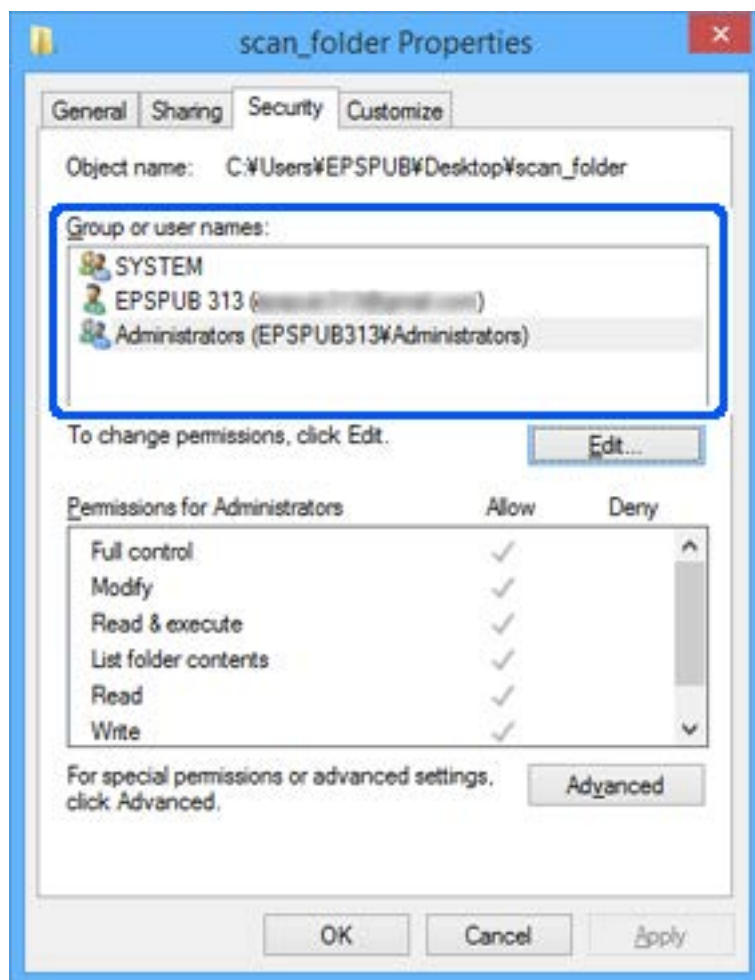 scan_folder Properties
General Sharing Security Customize
Object name: C:¥Users¥EPSPUB¥Desktop¥scan_folder
Group or user names:
SYSTEM
EPSPUB 313 ( )
Administrators (EPSPUB313¥Administrators)
To change permissions, click Edit.
Edit...
Permissions for Administrators Allow Deny
Full control
Modify
Read & execute
List folder contents
Read
Write
For special permissions or advanced settings,
click Advanced.
Advanced
OK Cancel Apply